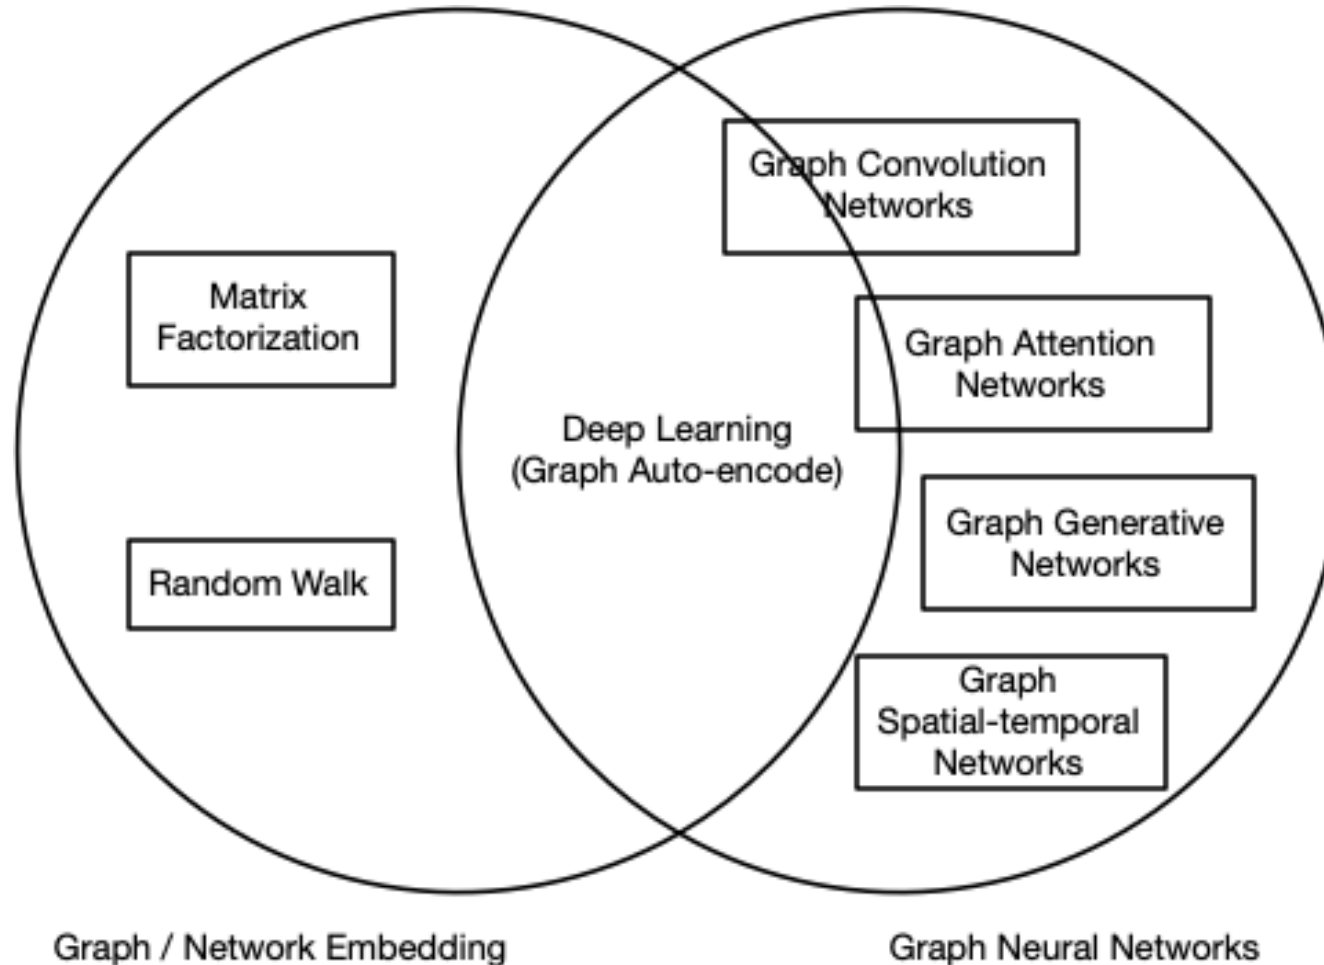 Graph Convolution
Networks
Matrix
Factorization
Graph Attention
Networks
Deep Learning
(Graph Auto-encode)
Graph Generative
Networks
Random Walk
Graph
Spatial-temporal
Networks
Graph / Network Embedding
Graph Neural Networks